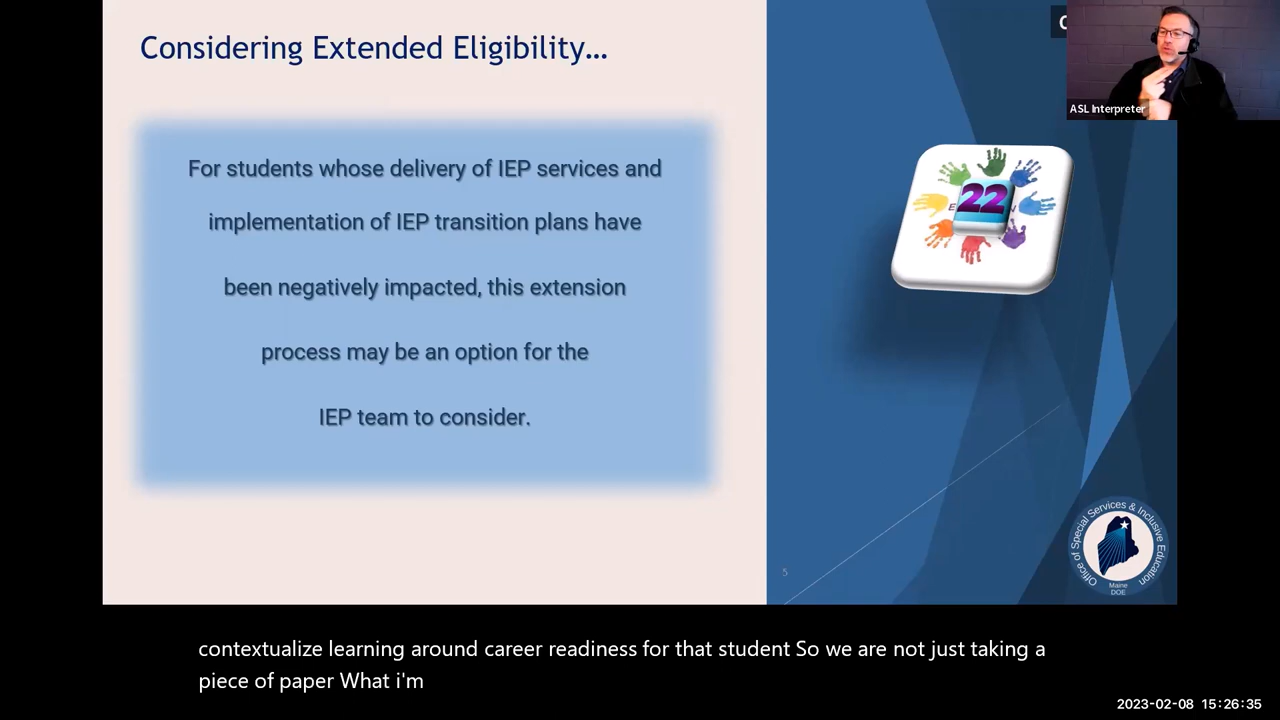 Considering Extended Eligibility...
For students whose delivery of IEP services and
implementation of IEP transition plans have
been negatively impacted, this extension
process may be an option for the
IEP team to consider.
22
5
Office of Special Services & Inclusive Education
Maine
DOE
ASL Interpreter
contextualize learning around career readiness for that student So we are not just taking a
piece of paper What i'm
2023-02-08 15:26:35